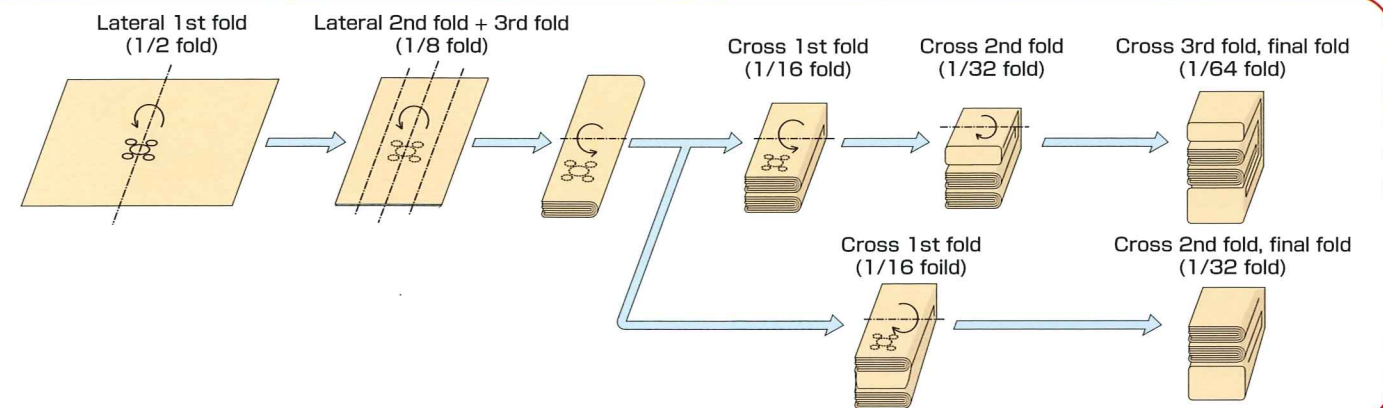 Lateral 1st fold
(1/2 fold)
Lateral 2nd fold + 3rd fold
(1/8 fold)
Cross 1st fold
(1/16 fold)
Cross 2nd fold
(1/32 fold)
Cross 3rd fold, final fold
(1/64 fold)
Cross 1st fold
(1/16 foild)
Cross 2nd fold, final fold
(1/32 fold)